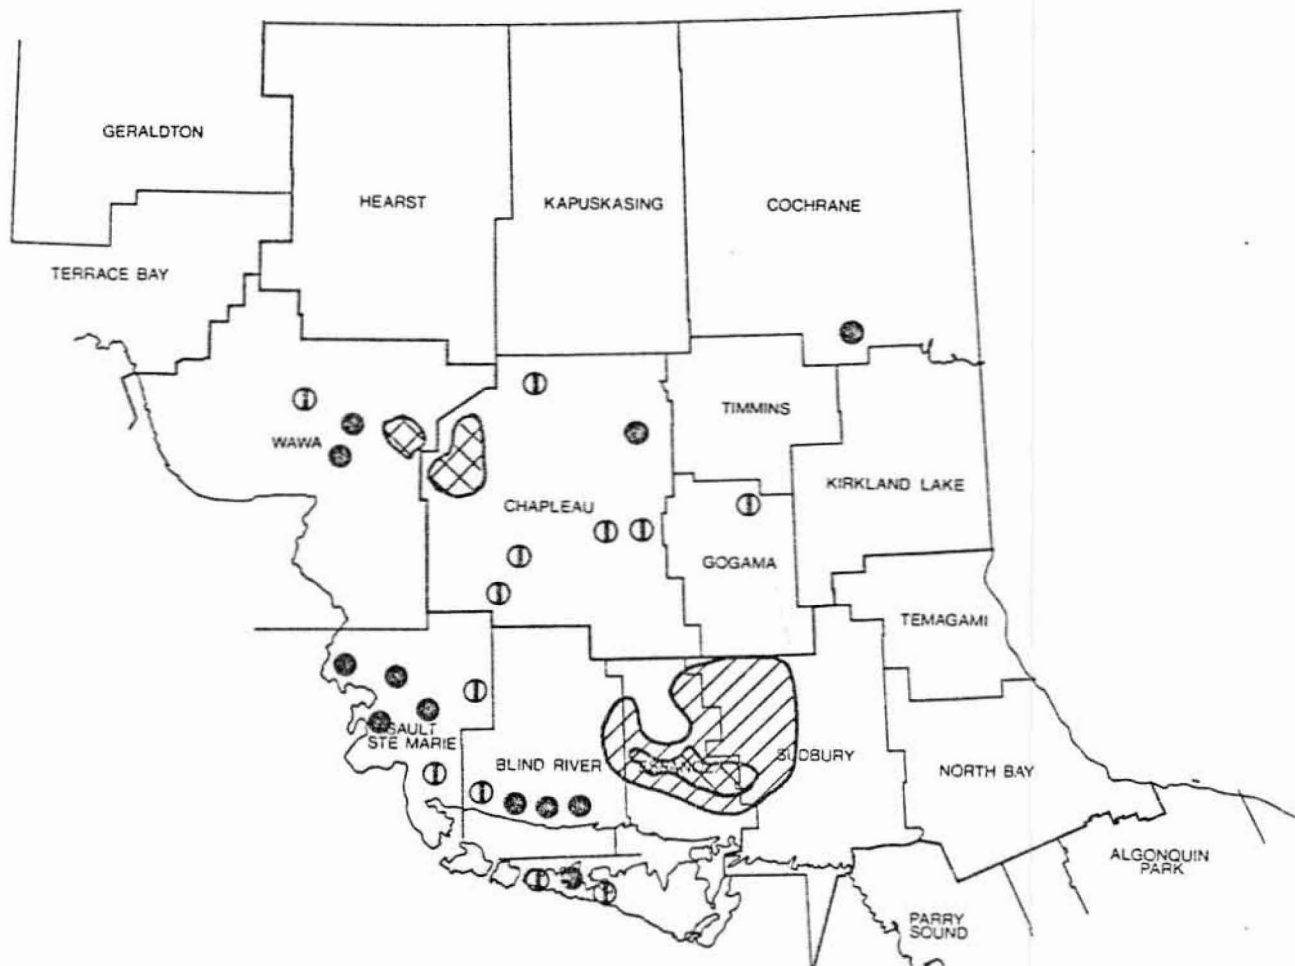 GERALDTON
HEARST
KAPUSKASING
COCHRANE
TERRACE BAY
TIMMINS
WAWA
KIRKLAND LAKE
CHAPLEAU
GOGAMA
TEMAGAMI
SAULT
STE MARIE
BLIND RIVER
SUDBURY
NORTH BAY
ALGONQUIN
PARK
PARRY
SOUND